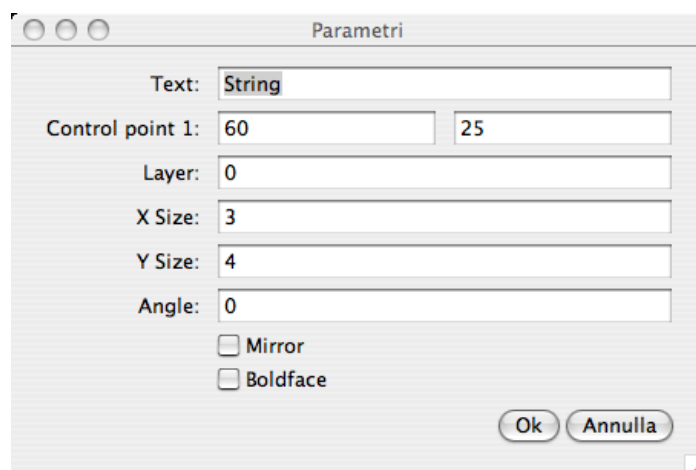 Parametri
Text: String
Control point 1: 60 25
Layer: 0
X Size: 3
Y Size: 4
Angle: 0
Mirror
Boldface
Ok Annulla